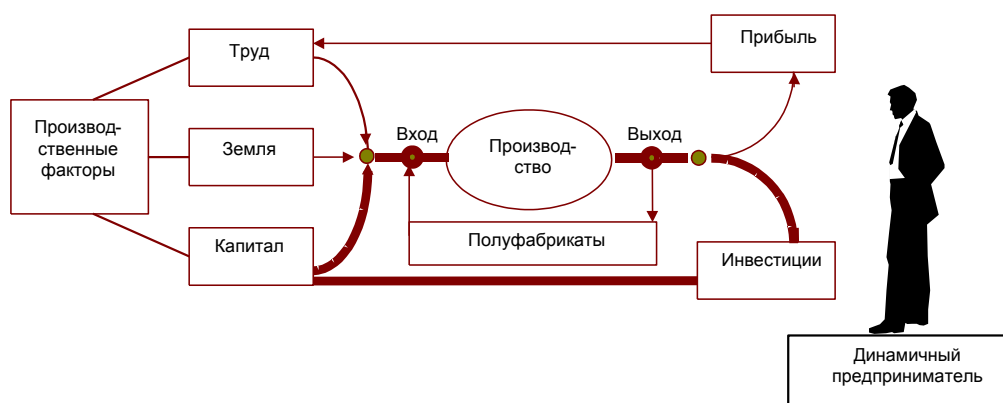 Труд
Прибыль
Производ-
ственные
факторы
Земля
Вход
Производ-
ство
Выход
Капитал
Полуфабрикаты
Инвестиции
Динамичный
предприниматель